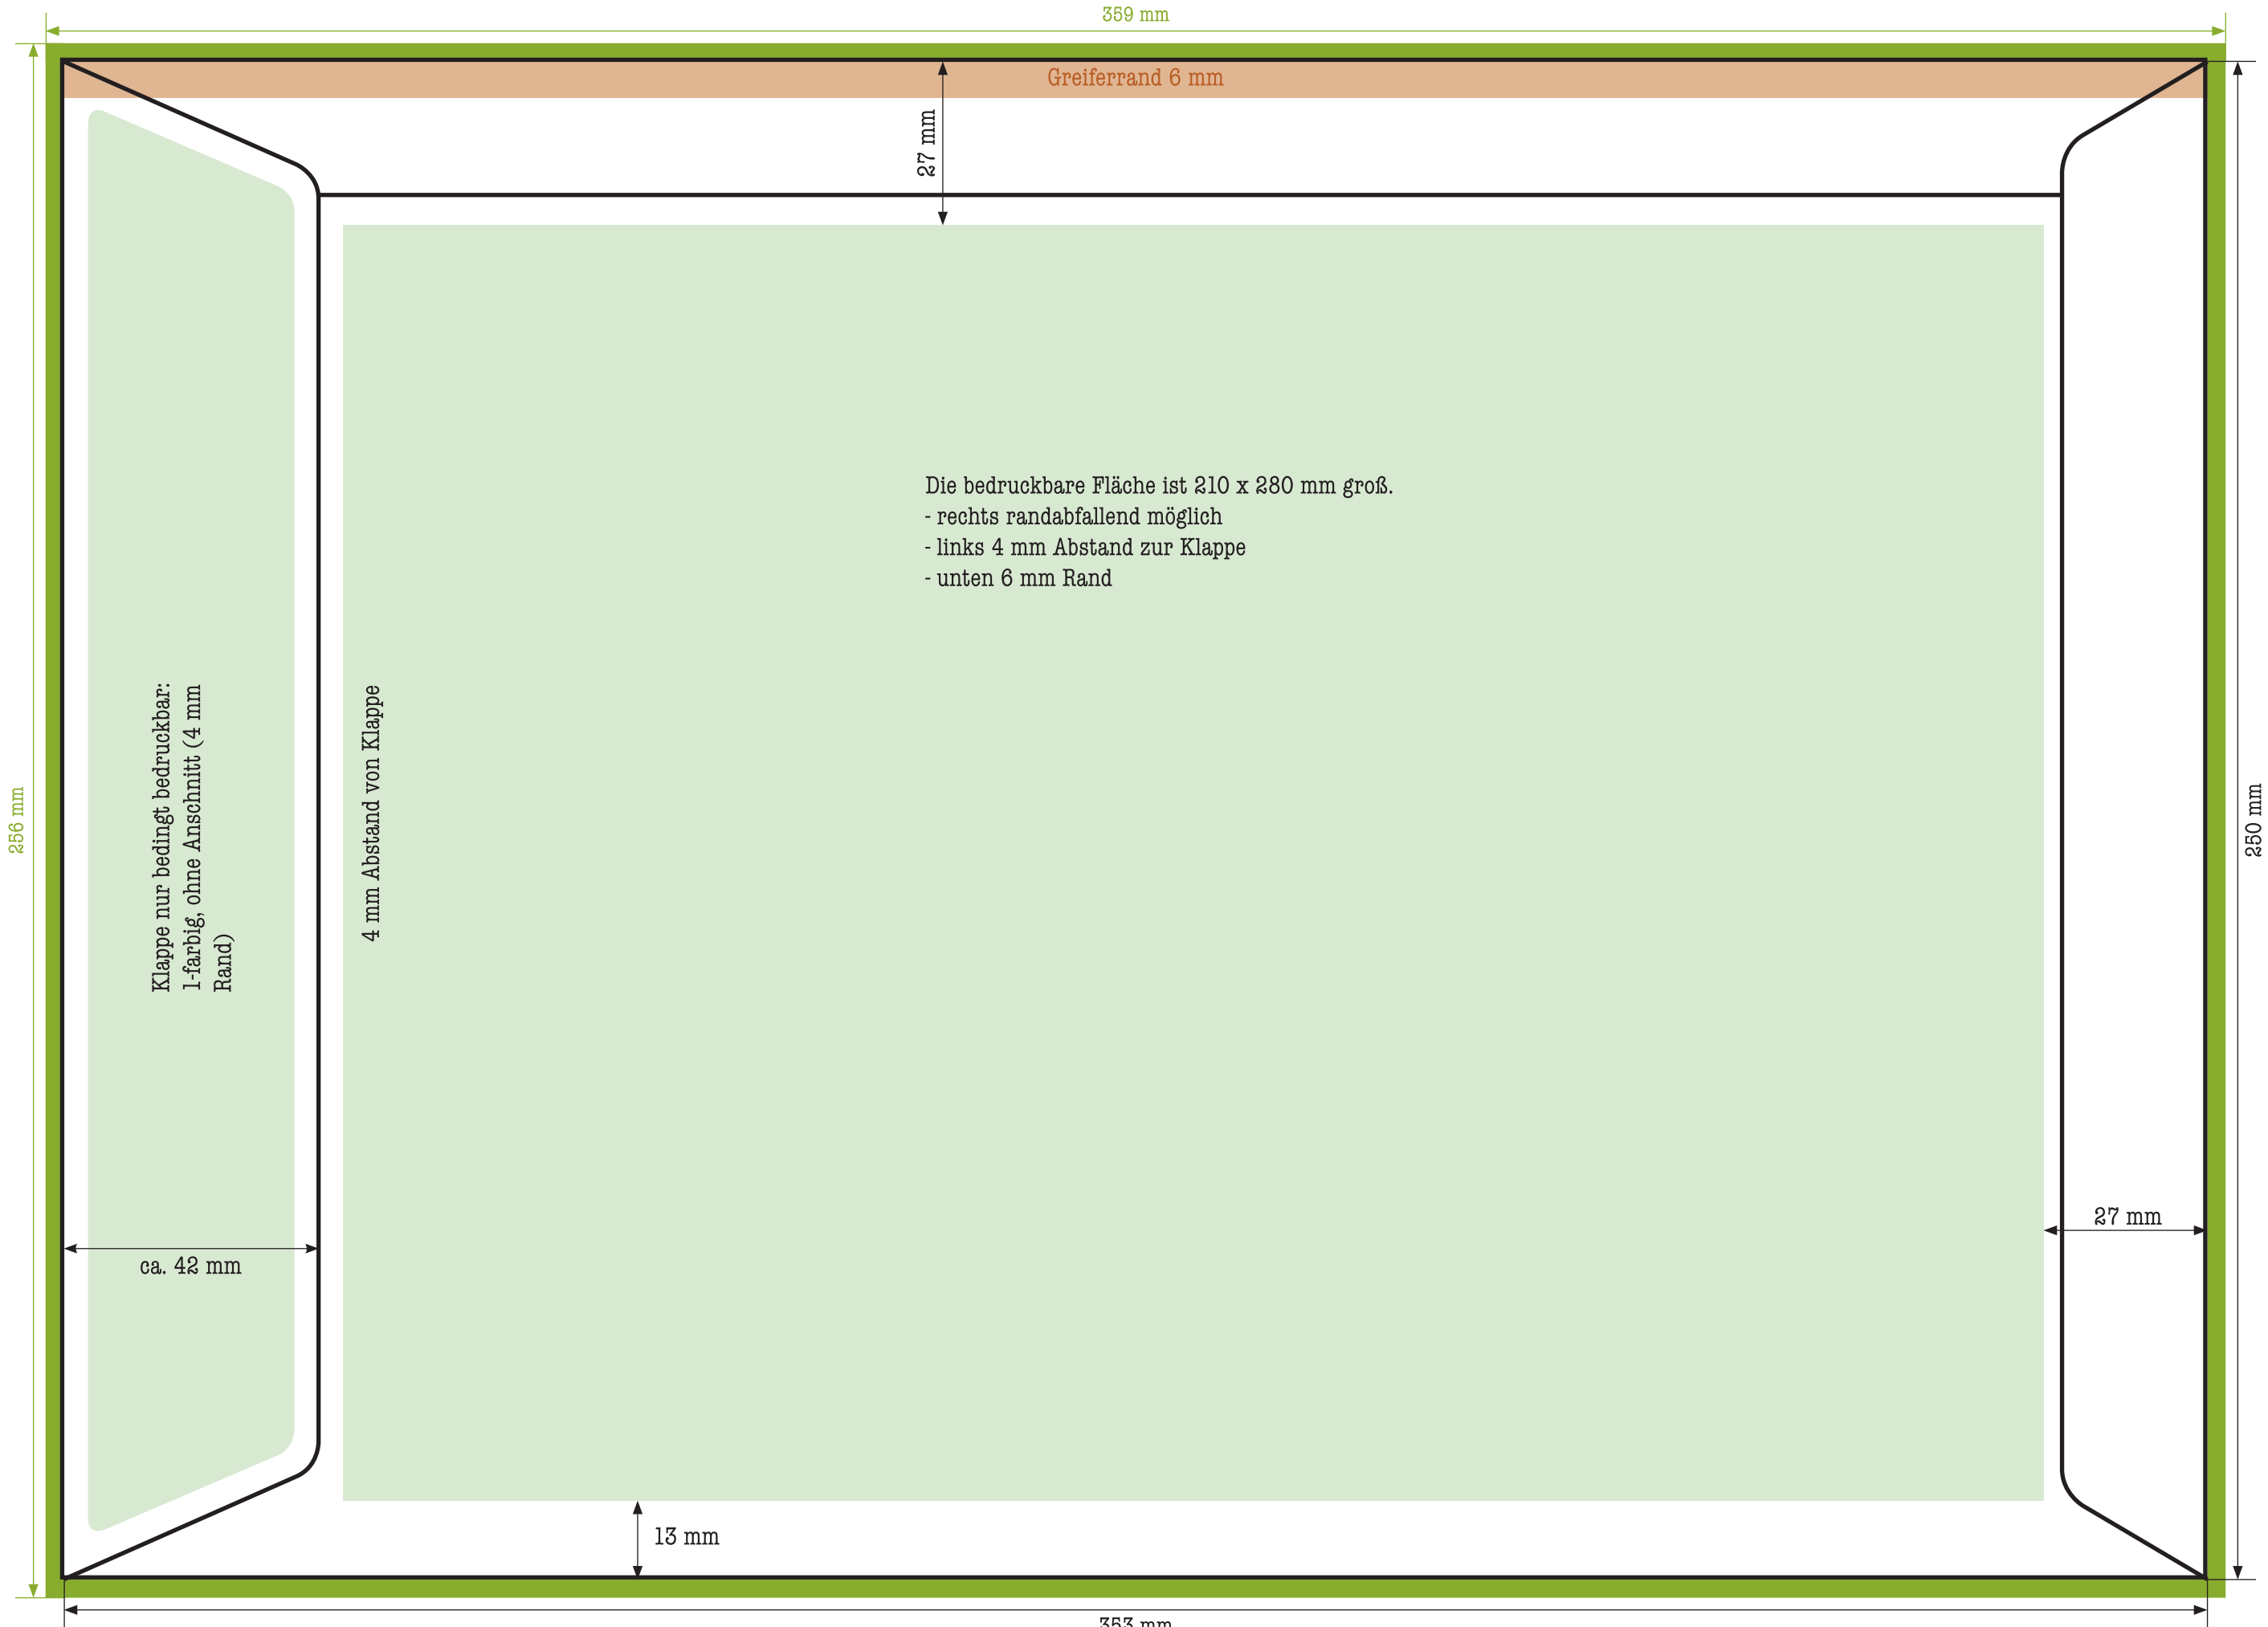 359 mm
Greiferrand 6 mm
27 mm
Die bedruckbare Fläche ist 210 x 280 mm groß.
- rechts randabfallend möglich
- links 4 mm Abstand zur Klappe
- unten 6 mm Rand
Klappe nur bedingt bedruckbar:
1-farbig, ohne Anschnitt (4 mm
Rand)
4 mm Abstand von Klappe
256 mm
250 mm
27 mm
ca. 42 mm
13 mm
353 mm